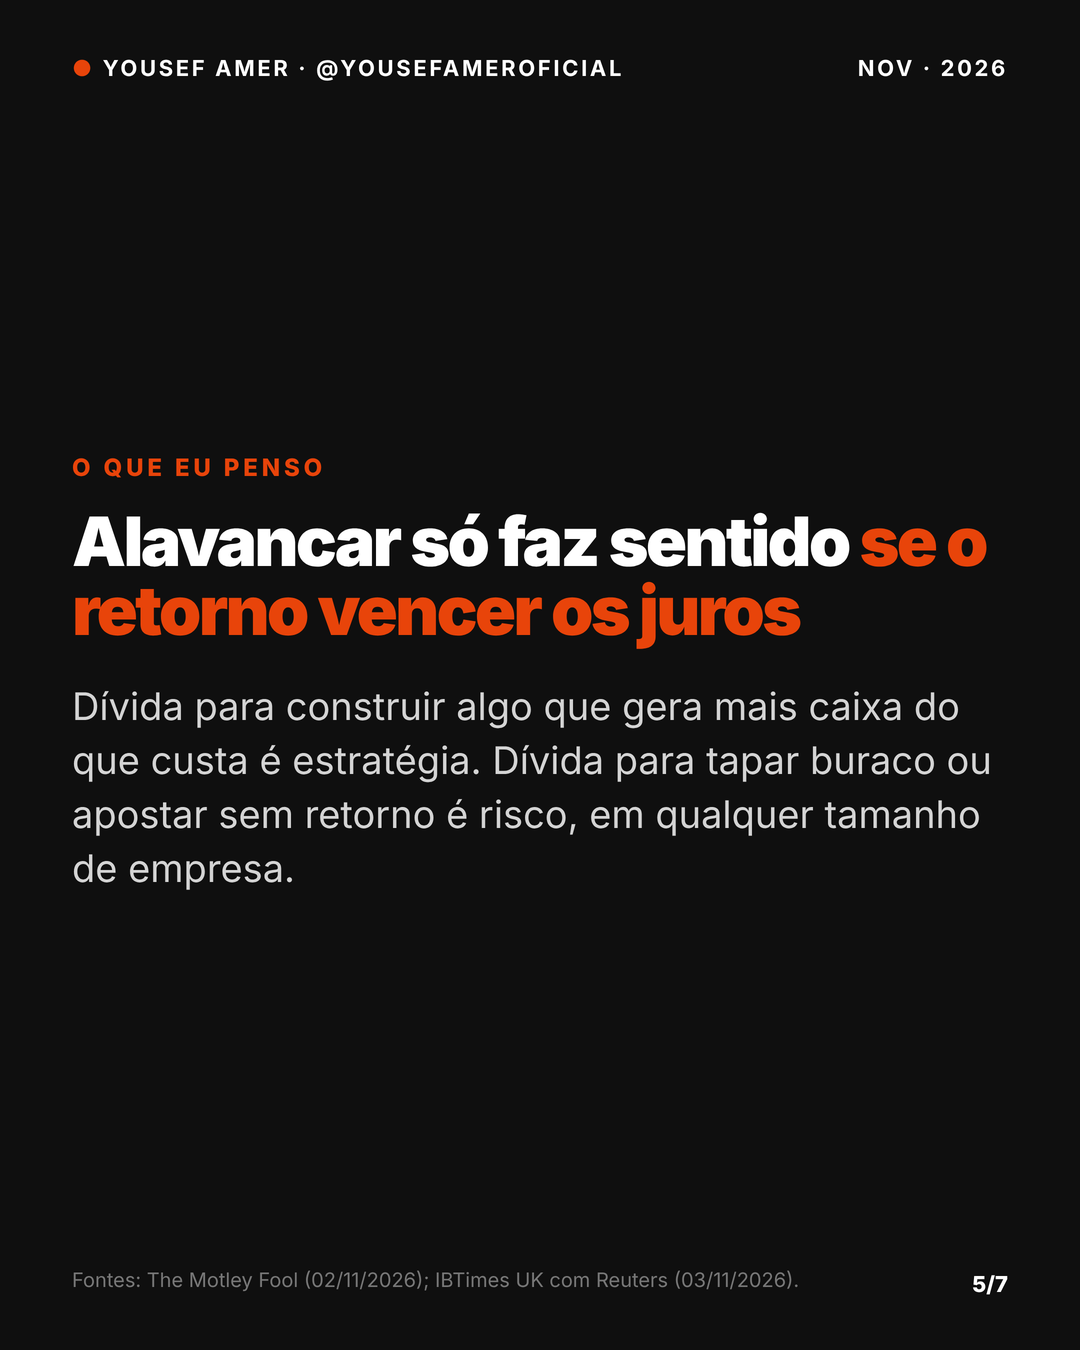 YOUSEF AMER · @YOUSEFAMEROFICIAL
NOV · 2026
O QUE EU PENSO
Alavancar só faz sentido se o
retorno vencer os juros
Dívida para construir algo que gera mais caixa do
que custa é estratégia. Dívida para tapar buraco ou
apostar sem retorno é risco, em qualquer tamanho
de empresa.
Fontes: The Motley Fool (02/11/2026); IBTimes UK com Reuters (03/11/2026).
5/7